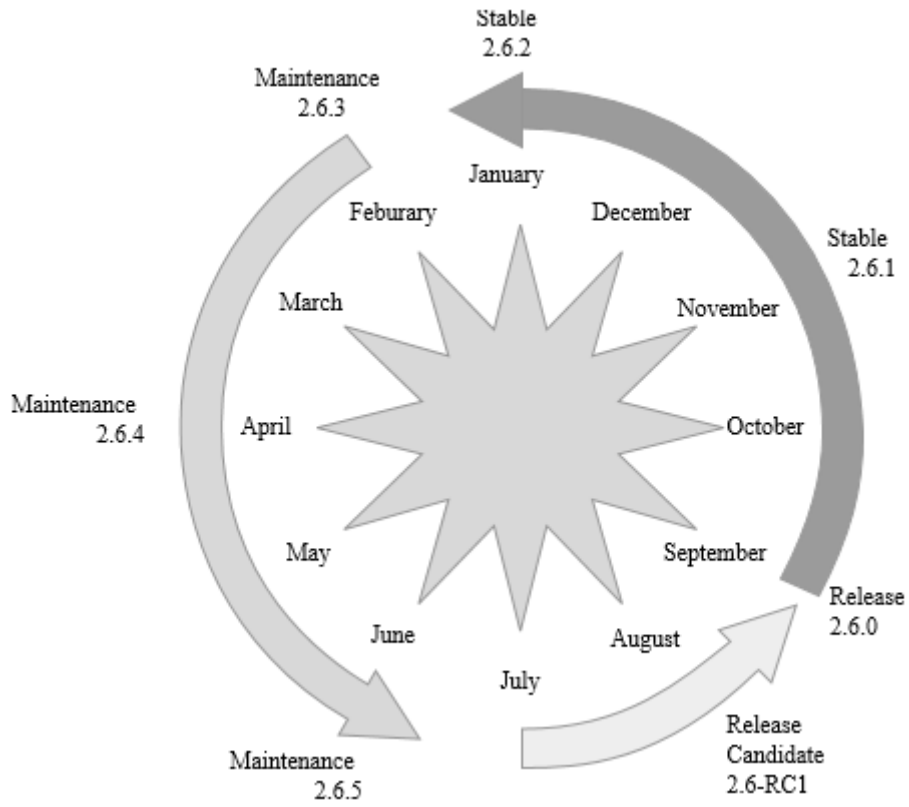 Stable
2.6.2
Maintenance
2.6.3
January
Feburary
December
Stable
2.6.1
March
November
Maintenance
2.6.4
April
October
May
September
Release
2.6.0
June
August
July
Release
Candidate
2.6-RC1
Maintenance
2.6.5